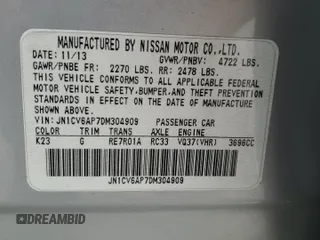 MANUFACTURED BY NISSAN MOTOR CO.,LTD.
DATE: 11/13 GVWR/PNBV: 4722 LBS.
GAWR/PNBE FR: 2270 LBS. RR: 2478 LBS.
THIS VEHICLE CONFORMS TO ALL APPLICABLE FEDERAL
MOTOR VEHICLE SAFETY,BUMPER,AND THEFT PREVENTION
STANDARDS IN EFFECT ON THE DATE OF MANUFACTURE
SHOWN ABOVE.
VIN: JN1CV6AP7DM304909 PASSENGER CAR
COLOR TRIM TRANS AXLE ENGINE
K23 G RE7R01A RC33 VQ37(VHR) 3696CC
JN1CV6AP7DM304909
DREAMBID